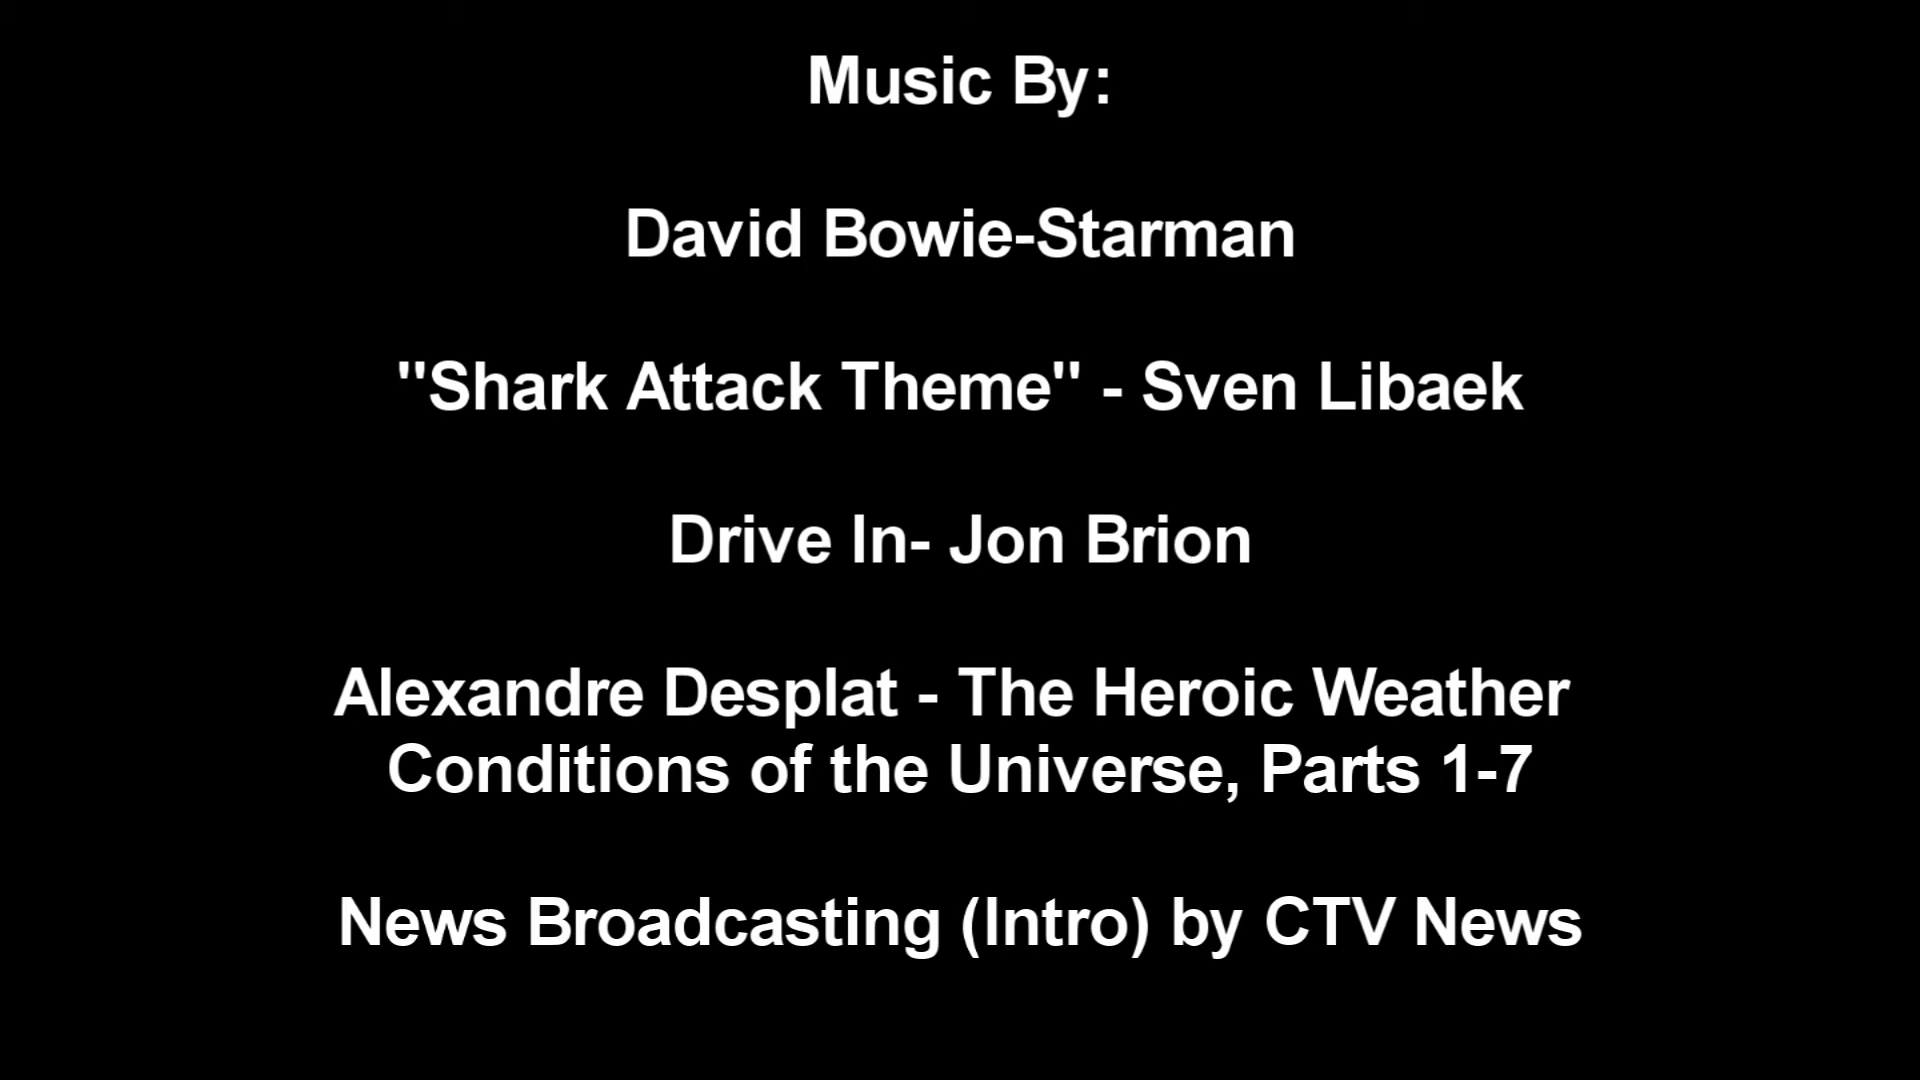 Music By:
David Bowie-Starman
"Shark Attack Theme" - Sven Libaek
Drive In- Jon Brion
Alexandre Desplat - The Heroic Weather
Conditions of the Universe, Parts 1-7
News Broadcasting (Intro) by CTV News